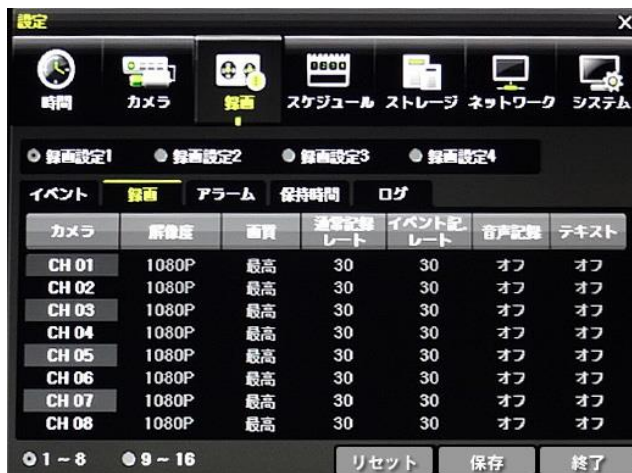 設定 X
時間 カメラ 録画 スケジュール ストレージ ネットワーク システム
録画設定1 録画設定2 録画設定3 録画設定4
イベント 録画 アラーム 保持時間 ログ
カメラ 解像度 画質 通常記録レート イベント記.レート 音声記録 テキスト
CH 01 1080P 最高 30 30 オフ オフ
CH 02 1080P 最高 30 30 オフ オフ
CH 03 1080P 最高 30 30 オフ オフ
CH 04 1080P 最高 30 30 オフ オフ
CH 05 1080P 最高 30 30 オフ オフ
CH 06 1080P 最高 30 30 オフ オフ
CH 07 1080P 最高 30 30 オフ オフ
CH 08 1080P 最高 30 30 オフ オフ
1 ~ 8 9 ~ 16 リセット 保存 終了